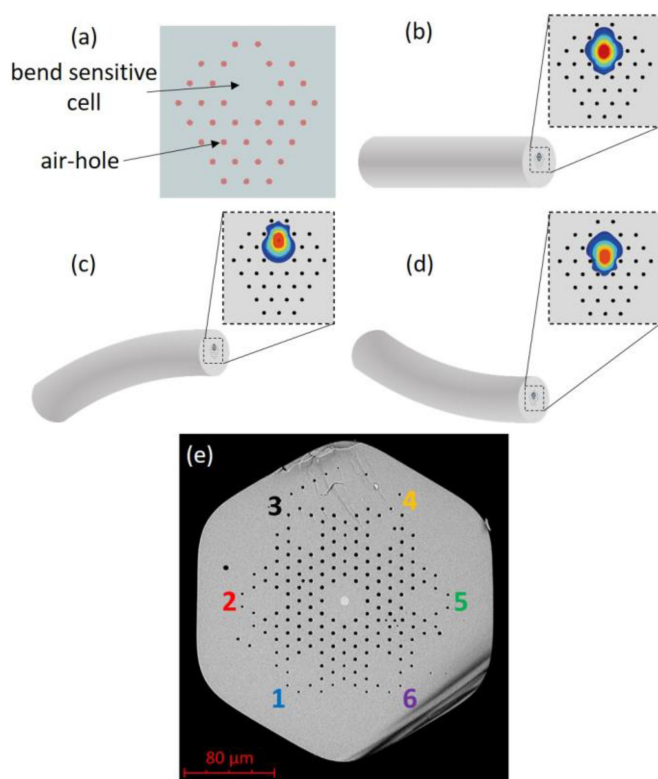 (a)
bend sensitive
cell
air-hole
(b)
(c)
(d)
(e)
3
4
2
5
1
6
80 µm